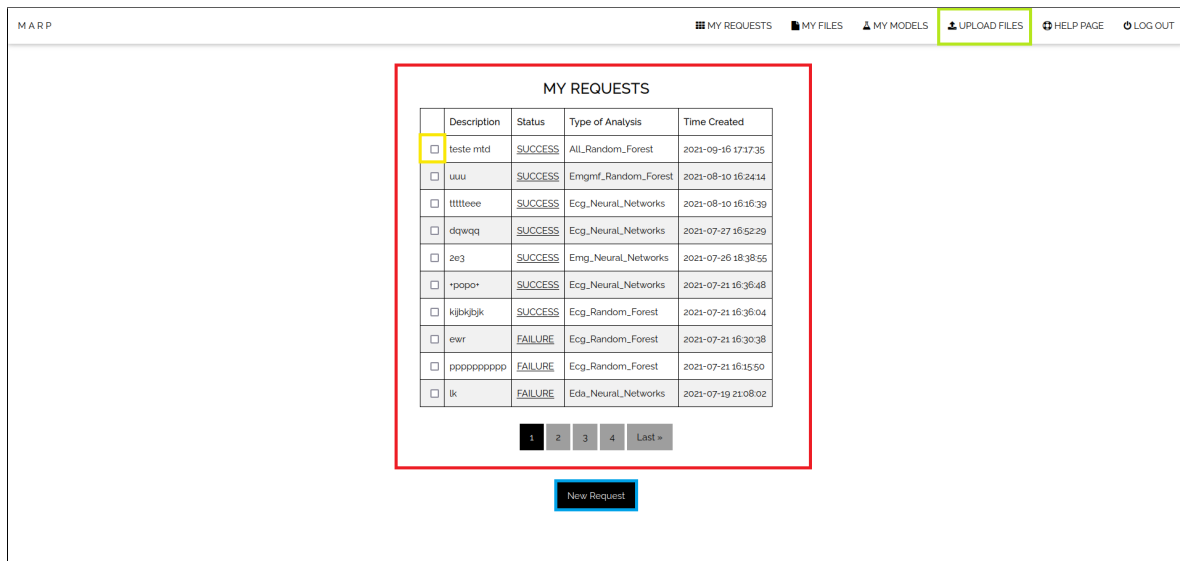 MARP MY REQUESTS MY FILES MY MODELS UPLOAD FILES HELP PAGE LOG OUT
MY REQUESTS
Description Status Type of Analysis Time Created
teste mtd SUCCESS All_Random_Forest 2021-09-16 17:17:35
uuu SUCCESS Emgmf_Random_Forest 2021-08-10 16:24:14
ttttteee SUCCESS Ecg_Neural_Networks 2021-08-10 16:16:39
dqwqq SUCCESS Ecg_Neural_Networks 2021-07-27 16:52:29
2e3 SUCCESS Emg_Neural_Networks 2021-07-26 18:38:55
+popo+ SUCCESS Ecg_Neural_Networks 2021-07-21 16:36:48
kijbkjbjk SUCCESS Ecg_Random_Forest 2021-07-21 16:36:04
ewr FAILURE Ecg_Random_Forest 2021-07-21 16:30:38
pppppppppp FAILURE Ecg_Random_Forest 2021-07-21 16:15:50
lk FAILURE Eda_Neural_Networks 2021-07-19 21:08:02
1 2 3 4 Last »
New Request